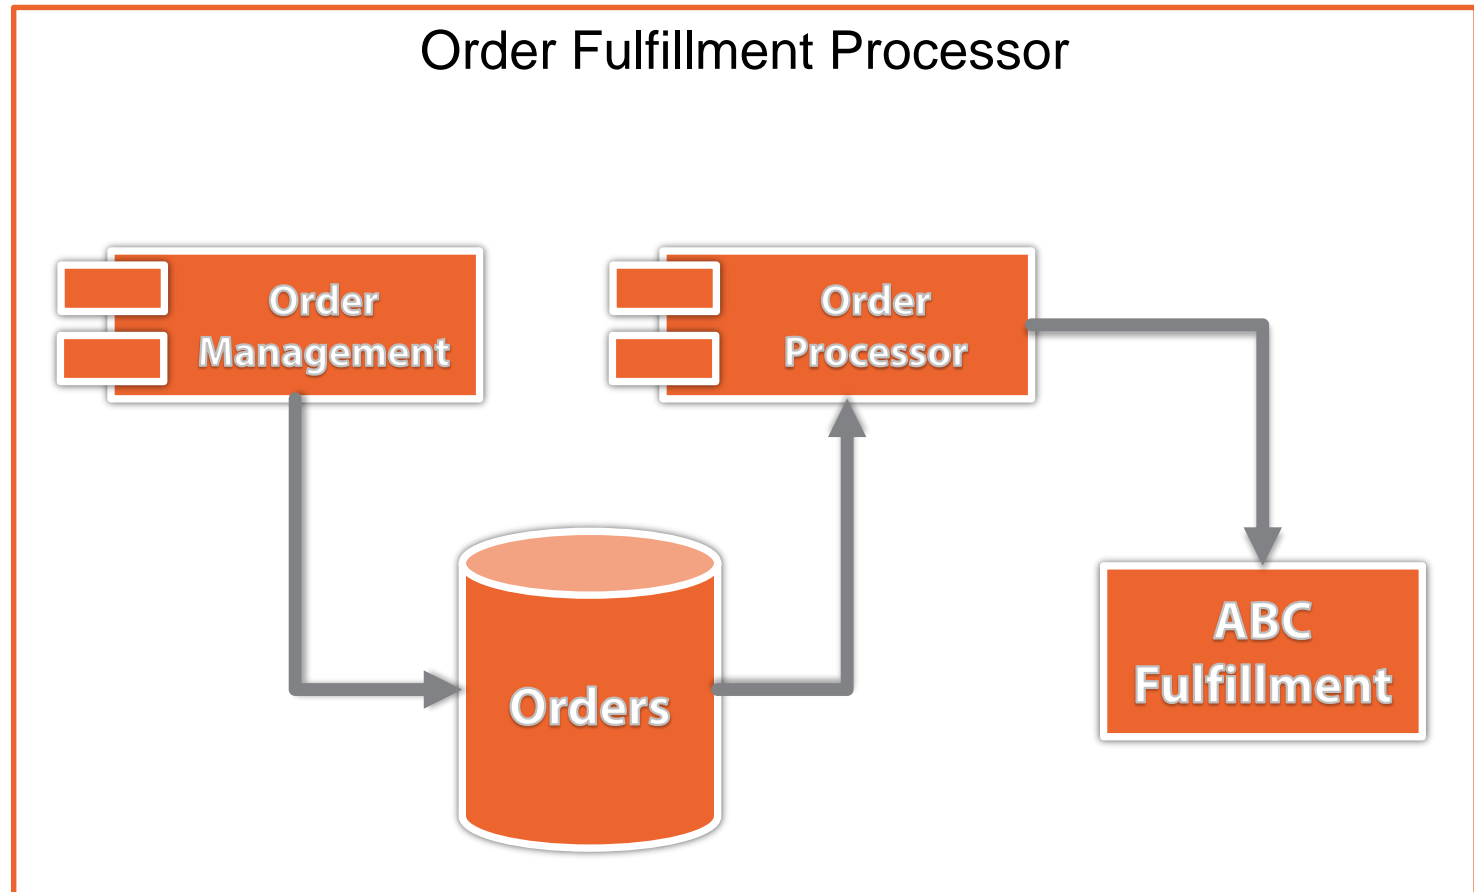 Order Fulfillment Processor
Order
Management
Order
Processor
Orders
ABC
Fulfillment